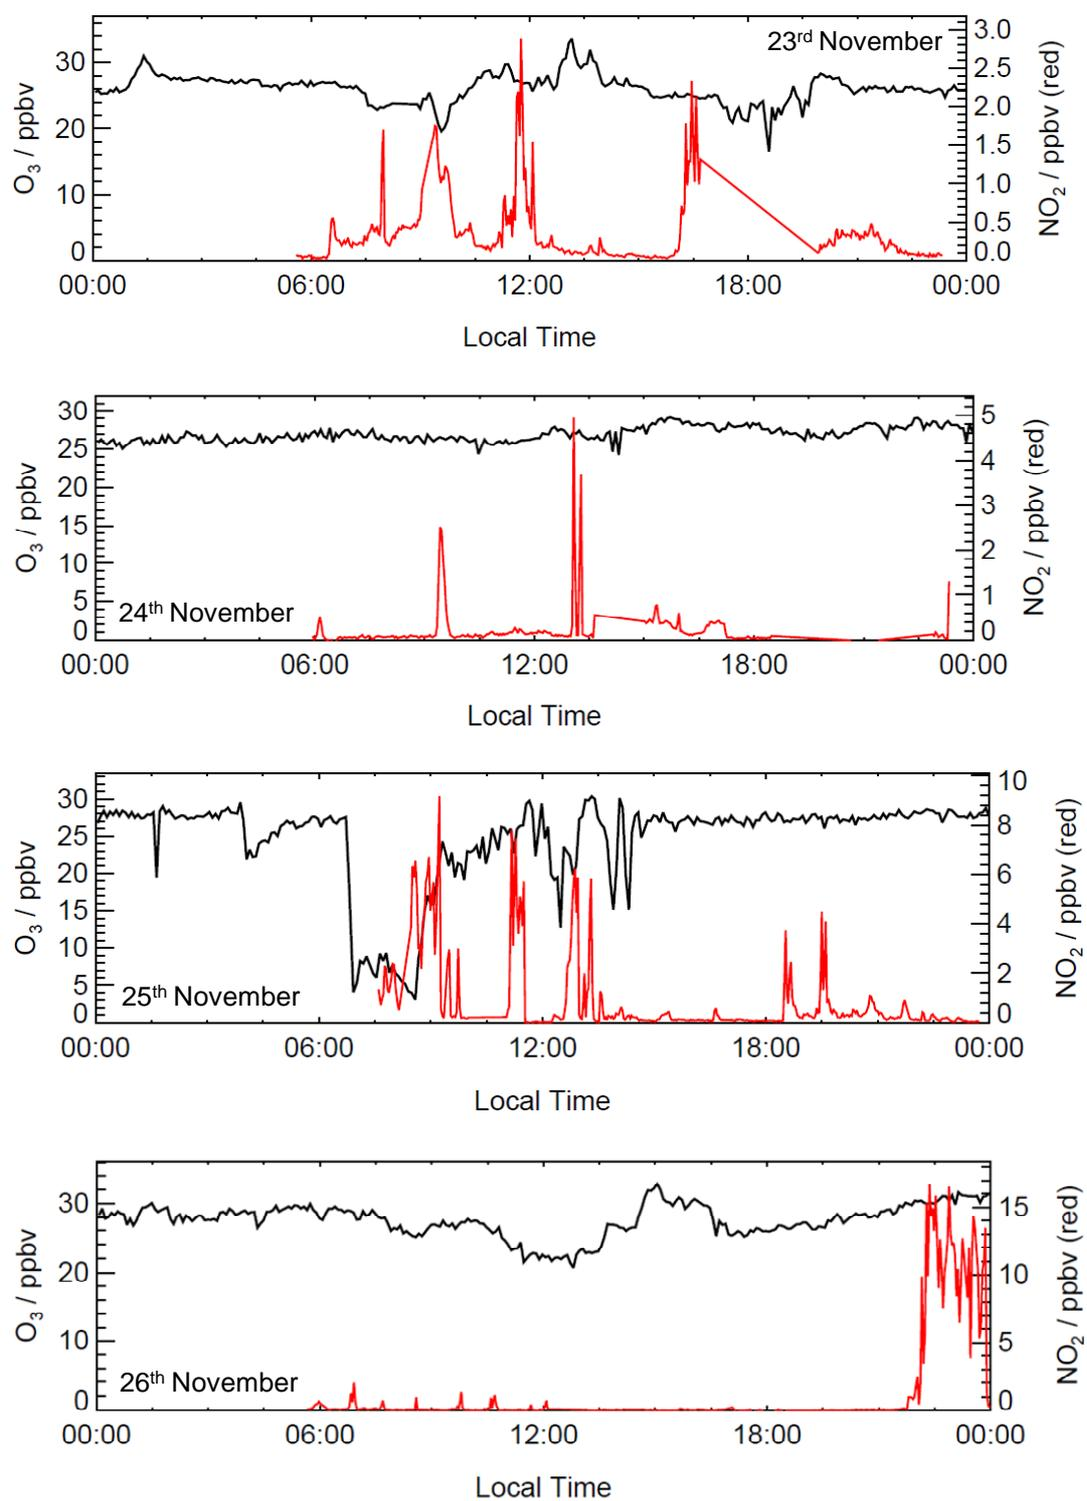 23rd November
O3 / ppbv
30
20
10
0
NO2 / ppbv (red)
3.0
2.5
2.0
1.5
1.0
0.5
0.0
00:00 06:00 12:00 18:00 00:00
Local Time
O3 / ppbv
30
25
20
15
10
5
0
24th November
NO2 / ppbv (red)
5
4
3
2
1
0
00:00 06:00 12:00 18:00 00:00
Local Time
O3 / ppbv
30
25
20
15
10
5
0
25th November
NO2 / ppbv (red)
10
8
6
4
2
0
00:00 06:00 12:00 18:00 00:00
Local Time
O3 / ppbv
30
20
10
0
26th November
NO2 / ppbv (red)
15
10
5
0
00:00 06:00 12:00 18:00 00:00
Local Time